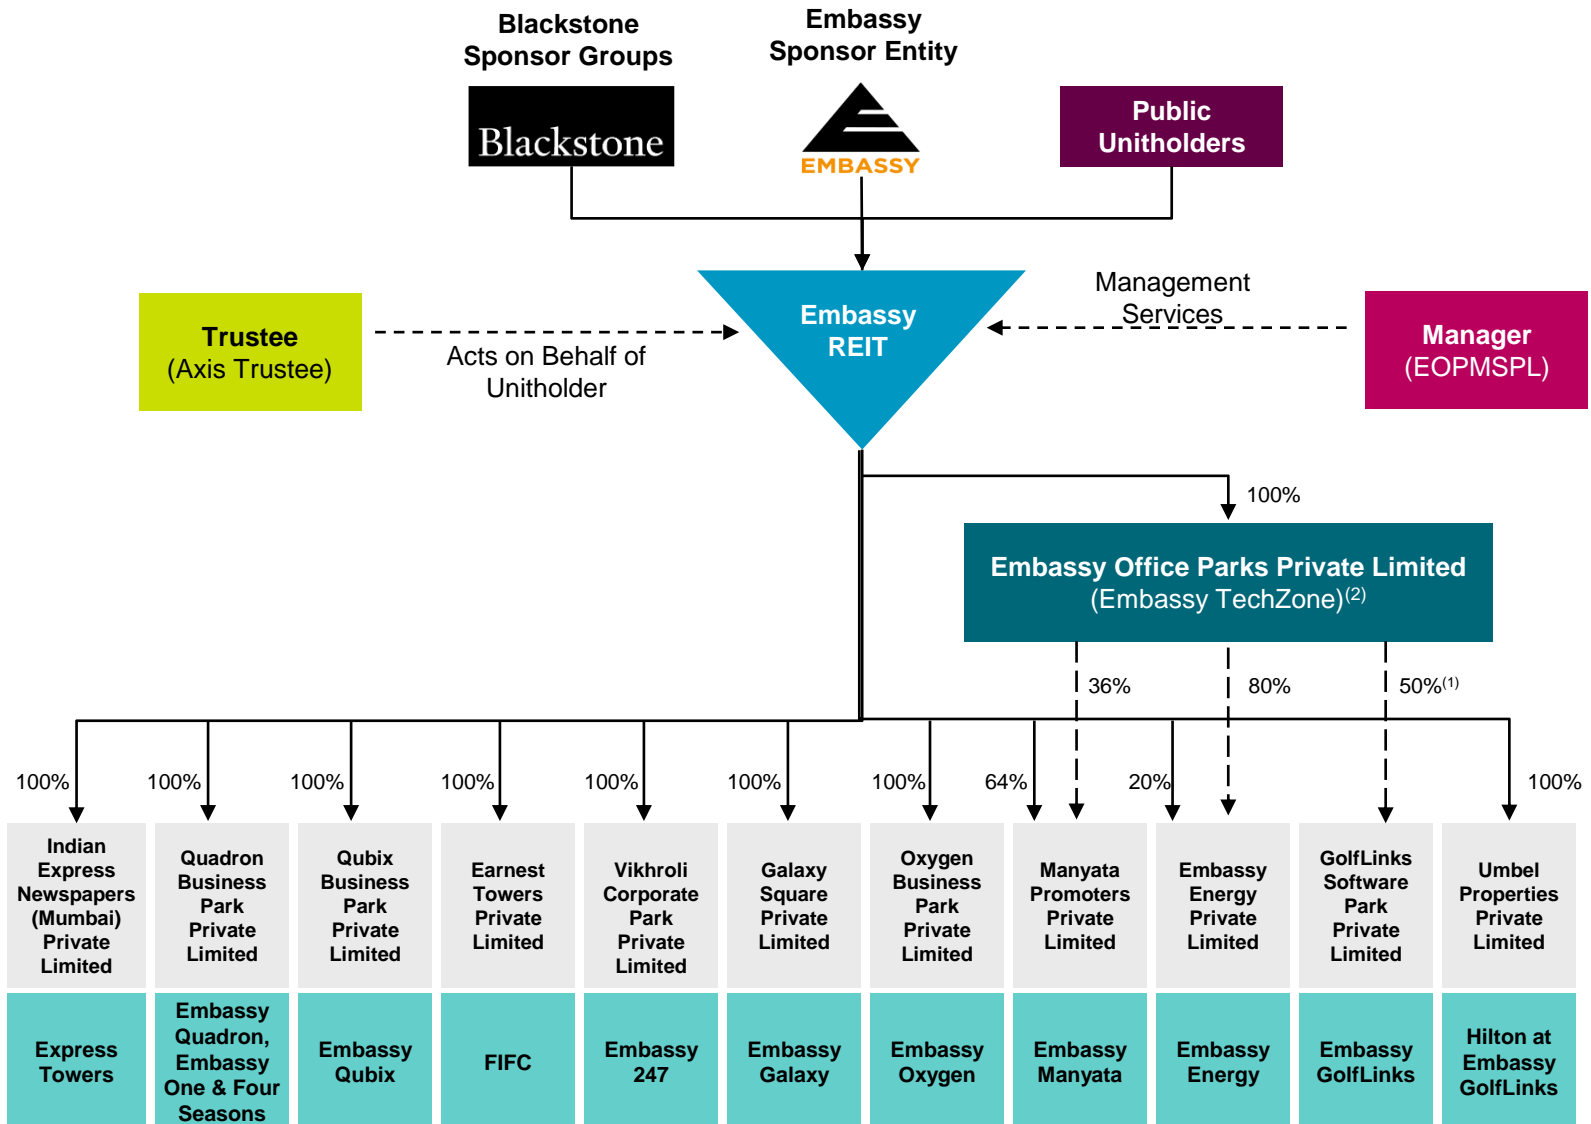 Blackstone
Sponsor Groups
Embassy
Sponsor Entity
Blackstone
EMBASSY
Public
Unitholders
Embassy
REIT
Trustee
(Axis Trustee)
Acts on Behalf of
Unitholder
Management
Services
Manager
(EOPMSPL)
100%
Embassy Office Parks Private Limited
(Embassy TechZone)(2)
36%
80%
50%(1)
100%
100%
100%
100%
100%
100%
100%
64%
20%
100%
Indian
Express
Newspapers
(Mumbai)
Private
Limited
Quadron
Business
Park
Private
Limited
Qubix
Business
Park
Private
Limited
Earnest
Towers
Private
Limited
Vikhroli
Corporate
Park
Private
Limited
Galaxy
Square
Private
Limited
Oxygen
Business
Park
Private
Limited
Manyata
Promoters
Private
Limited
Embassy
Energy
Private
Limited
GolfLinks
Software
Park
Private
Limited
Umbel
Properties
Private
Limited
Express
Towers
Embassy
Quadron,
Embassy
One & Four
Seasons
Embassy
Qubix
FIFC
Embassy
247
Embassy
Galaxy
Embassy
Oxygen
Embassy
Manyata
Embassy
Energy
Embassy
GolfLinks
Hilton at
Embassy
GolfLinks